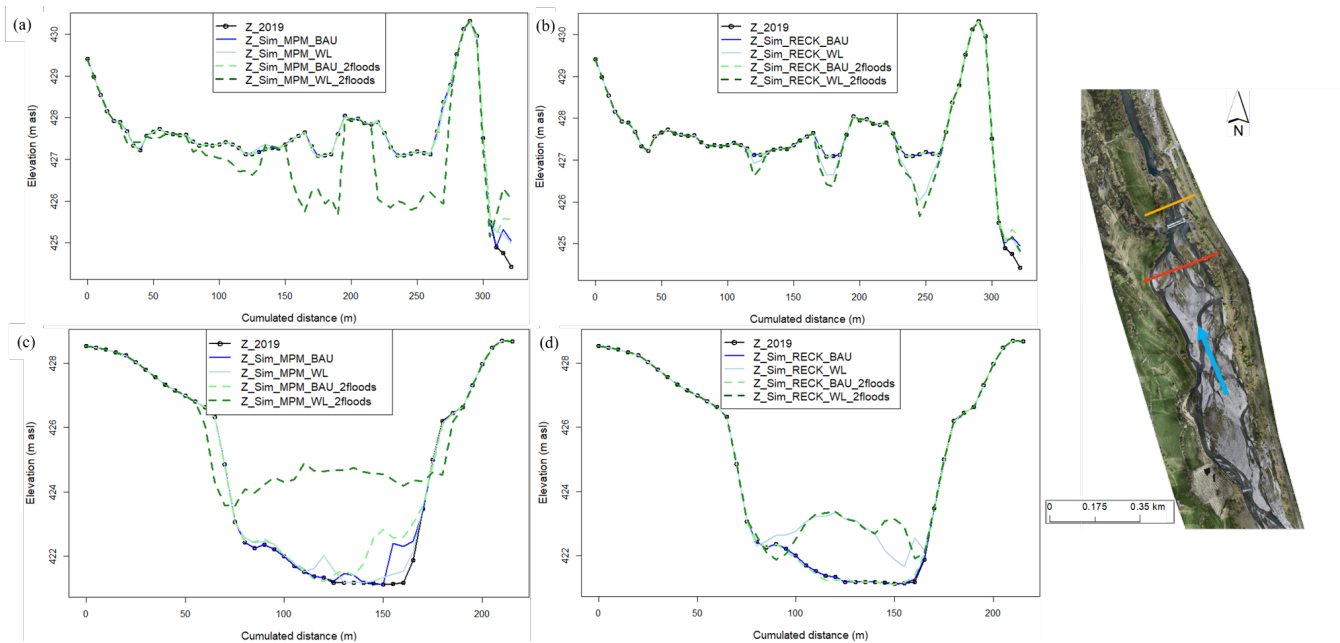 (a)
Z_2019
Z_Sim_MPM_BAU
Z_Sim_MPM_WL
Z_Sim_MPM_BAU_2floods
Z_Sim_MPM_WL_2floods
Elevation (m asl)
430
429
428
427
426
425
0 50 100 150 200 250 300
Cumulated distance (m)
(b)
Z_2019
Z_Sim_RECK_BAU
Z_Sim_RECK_WL
Z_Sim_RECK_BAU_2floods
Z_Sim_RECK_WL_2floods
Elevation (m asl)
430
429
428
427
426
425
0 50 100 150 200 250 300
Cumulated distance (m)
(c)
Z_2019
Z_Sim_MPM_BAU
Z_Sim_MPM_WL
Z_Sim_MPM_BAU_2floods
Z_Sim_MPM_WL_2floods
Elevation (m asl)
428
426
424
422
0 50 100 150 200
Cumulated distance (m)
(d)
Z_2019
Z_Sim_RECK_BAU
Z_Sim_RECK_WL
Z_Sim_RECK_BAU_2floods
Z_Sim_RECK_WL_2floods
Elevation (m asl)
428
426
424
422
0 50 100 150 200
Cumulated distance (m)
N
0 0.175 0.35 km